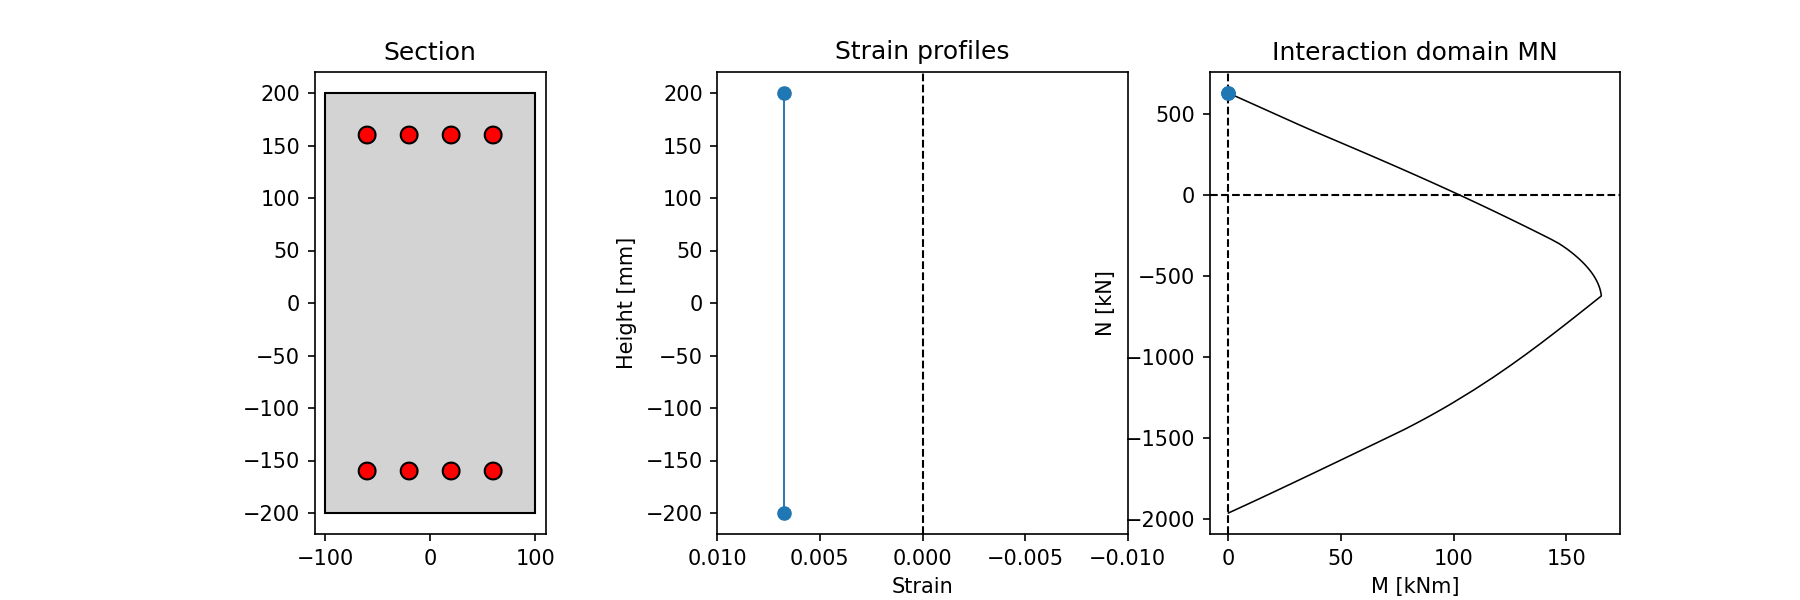 Section
200
150
100
50
0
−50
−100
−150
−200
−100 0 100
Strain profiles
Height [mm]
200
150
100
50
0
−50
−100
−150
−200
0.010 0.005 0.000 −0.005 −0.010
Strain
Interaction domain MN
N [kN]
500
0
−500
−1000
−1500
−2000
0 50 100 150
M [kNm]